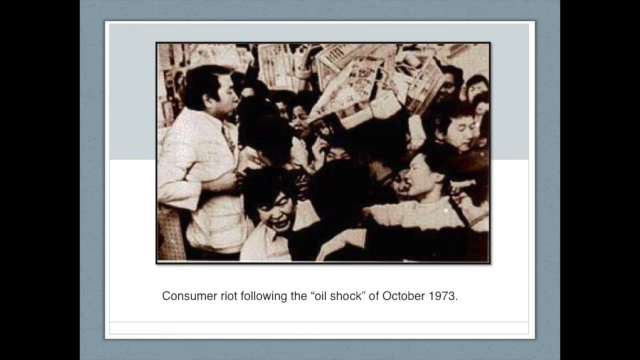 Consumer riot following the “oil shock” of October 1973.